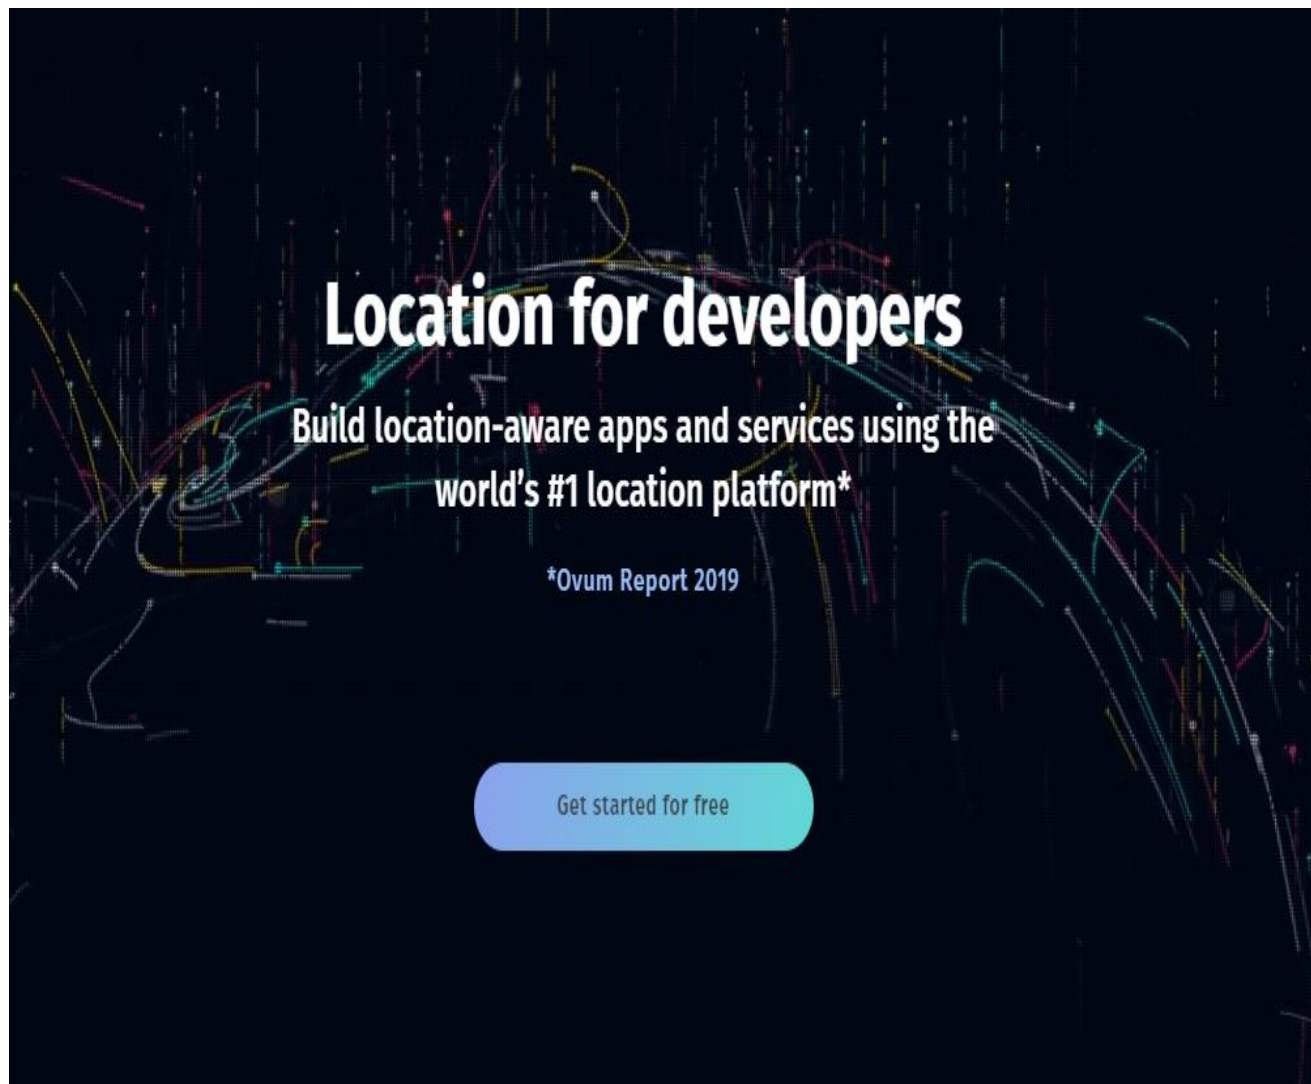 Location for developers
Build location-aware apps and services using the
world's #1 location platform*
*Ovum Report 2019
Get started for free